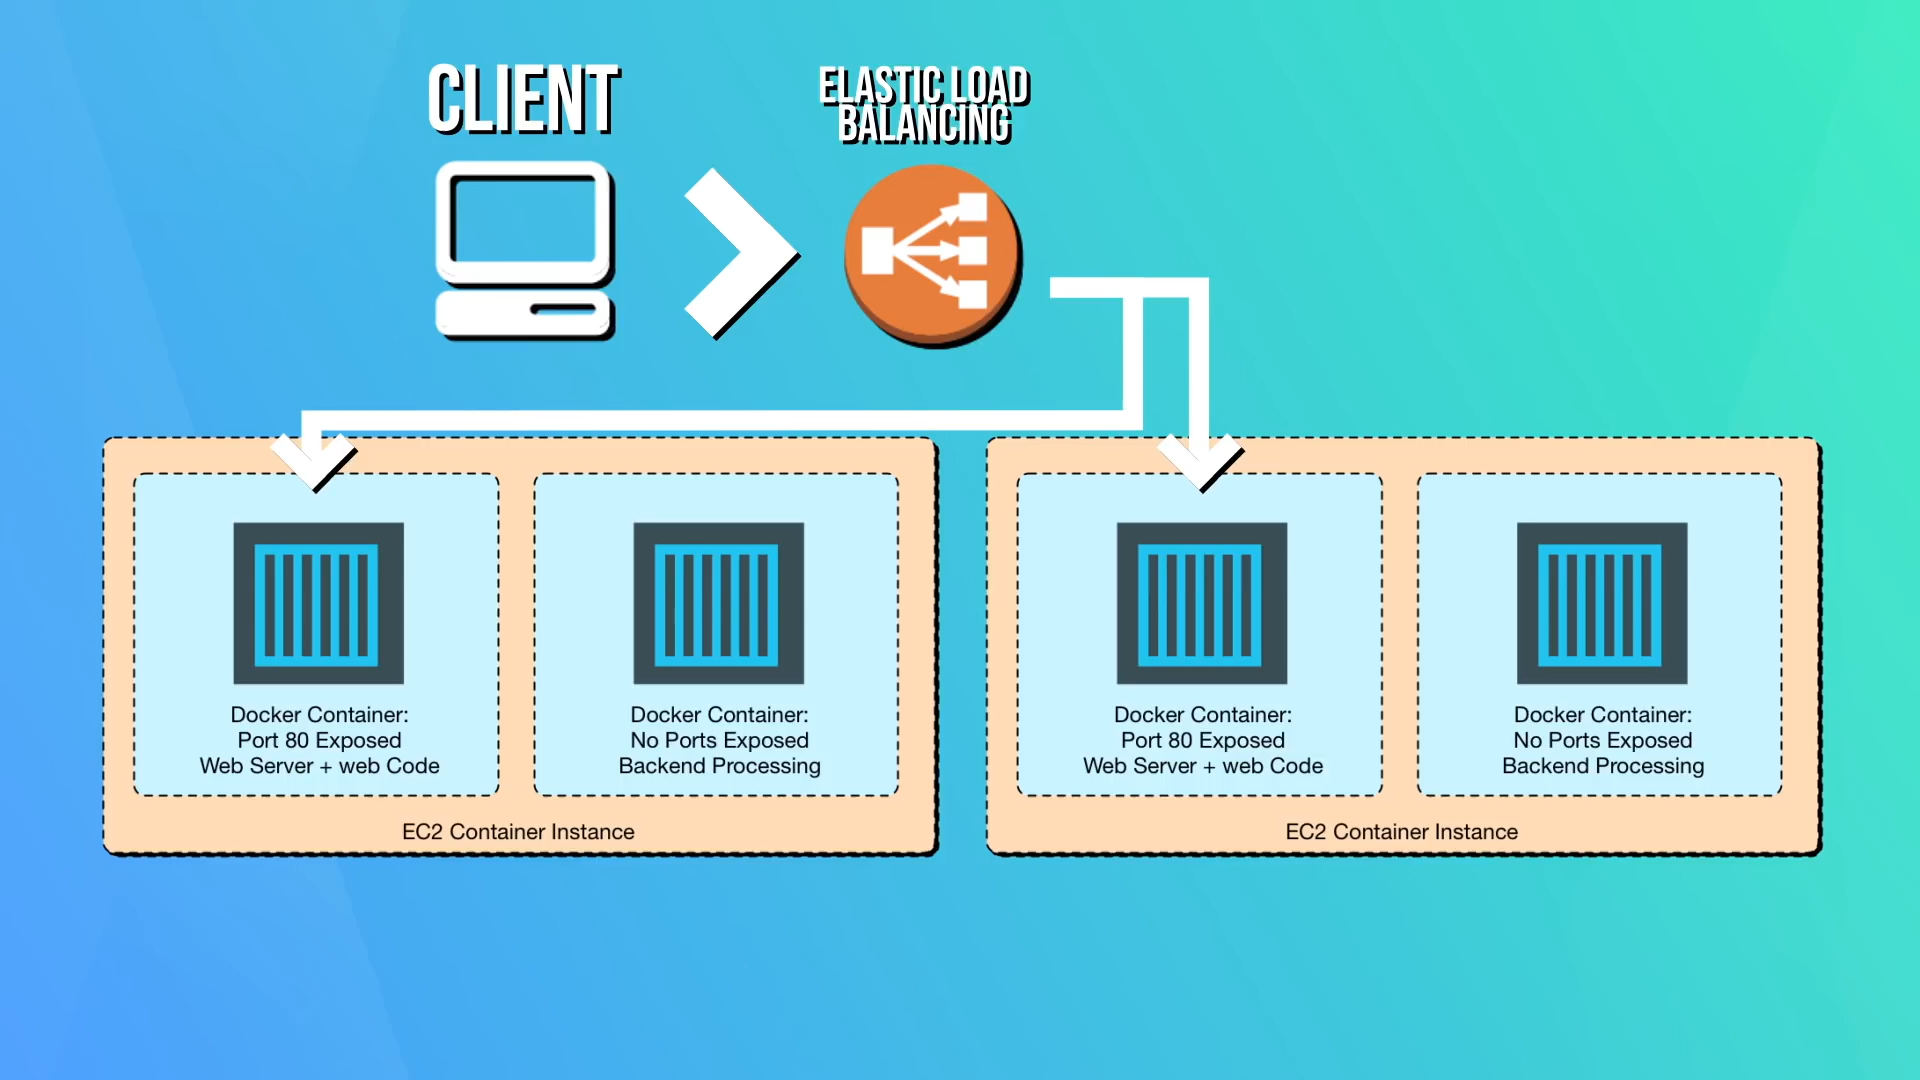 CLIENT
ELASTIC LOAD
BALANCING
Docker Container:
Port 80 Exposed
Web Server + web Code
Docker Container:
No Ports Exposed
Backend Processing
EC2 Container Instance
Docker Container:
Port 80 Exposed
Web Server + web Code
Docker Container:
No Ports Exposed
Backend Processing
EC2 Container Instance